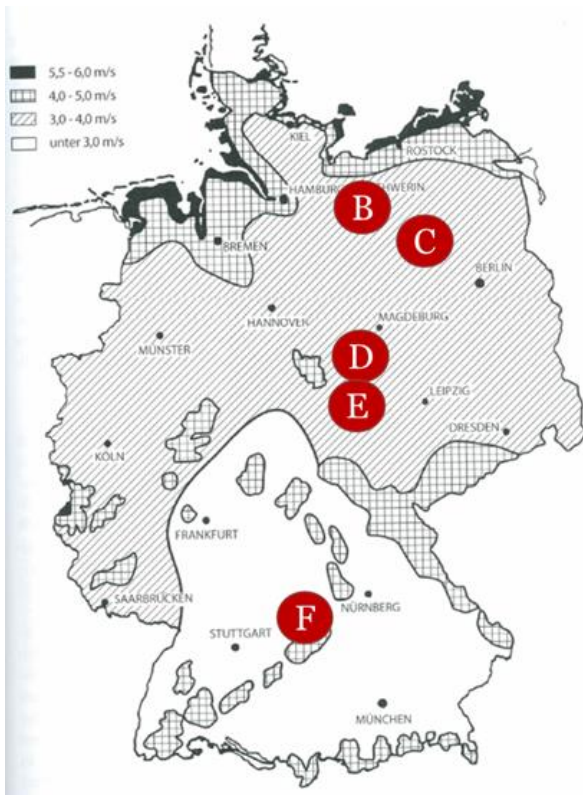 5,5 - 6,0 m/s
4,0 - 5,0 m/s
3,0 - 4,0 m/s
unter 3,0 m/s
KIEL
ROSTOCK
HAMBURG
HWERIN
B
C
BREMEN
BERLIN
HANNOVER
MAGDEBURG
MÜNSTER
D
E
LEIPZIG
DRESDEN
KÖLN
FRANKFURT
SAARBRÜCKEN
NÜRNBERG
F
STUTTGART
MÜNCHEN